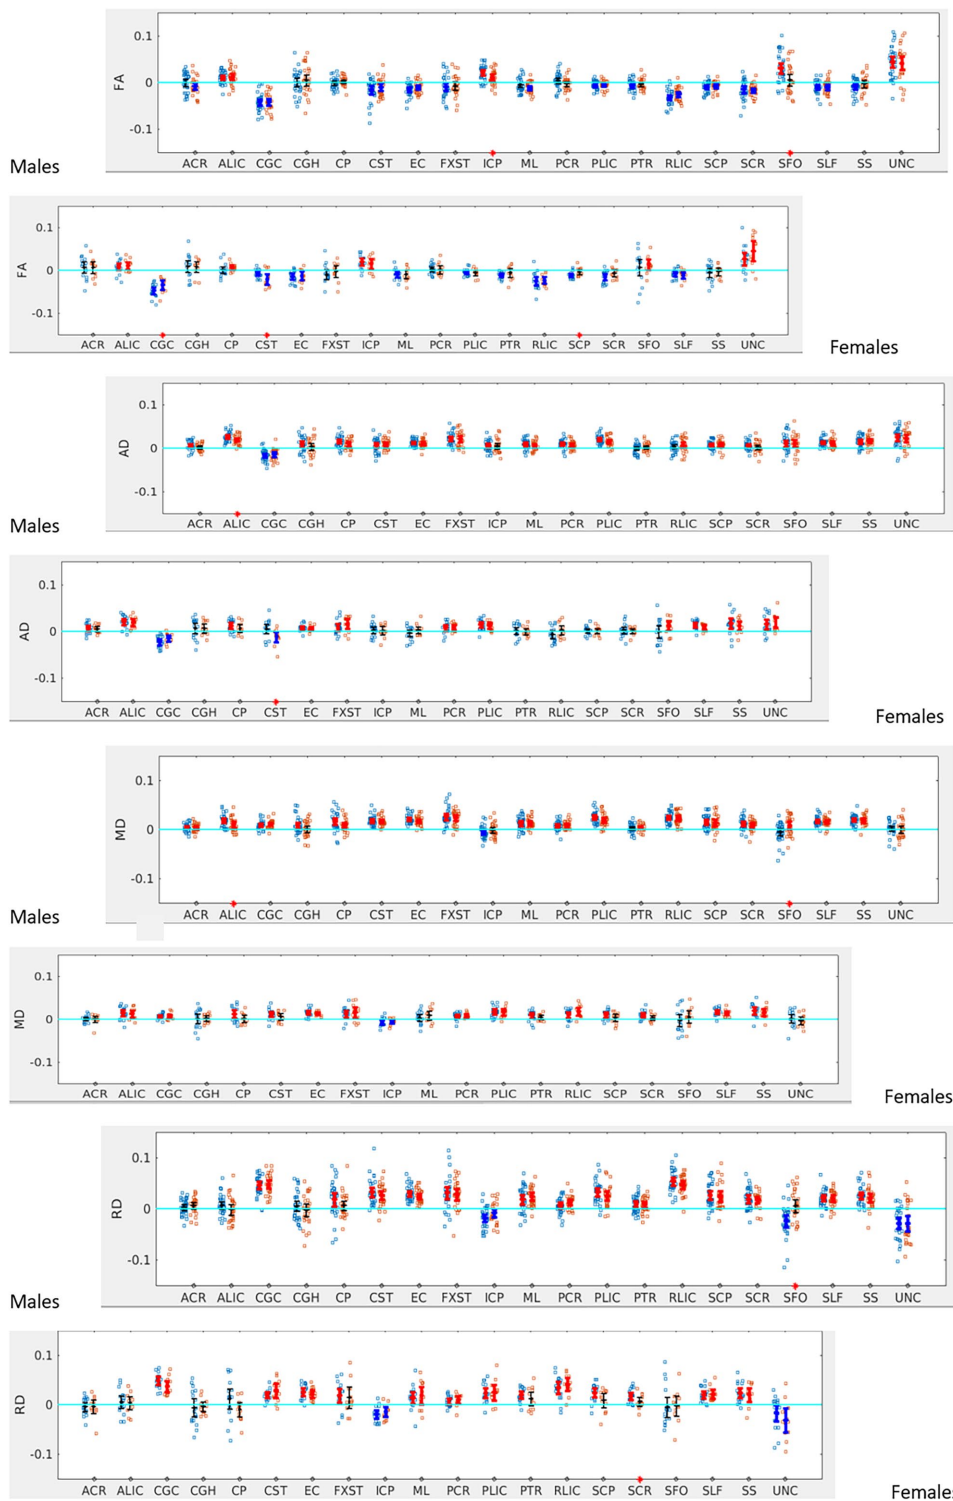 0.1
FA
0
-0.1
ACR ALIC CGC CGH CP CST EC FXST ICP ML PCR PLIC PTR RLIC SCP SCR SFO SLF SS UNC
Males
0.1
FA
0
-0.1
ACR ALIC CGC CGH CP CST EC FXST ICP ML PCR PLIC PTR RLIC SCP SCR SFO SLF SS UNC
Females
0.1
AD
0
-0.1
ACR ALIC CGC CGH CP CST EC FXST ICP ML PCR PLIC PTR RLIC SCP SCR SFO SLF SS UNC
Males
0.1
AD
0
-0.1
ACR ALIC CGC CGH CP CST EC FXST ICP ML PCR PLIC PTR RLIC SCP SCR SFO SLF SS UNC
Females
0.1
MD
0
-0.1
ACR ALIC CGC CGH CP CST EC FXST ICP ML PCR PLIC PTR RLIC SCP SCR SFO SLF SS UNC
Males
0.1
MD
0
-0.1
ACR ALIC CGC CGH CP CST EC FXST ICP ML PCR PLIC PTR RLIC SCP SCR SFO SLF SS UNC
Females
0.1
RD
0
-0.1
ACR ALIC CGC CGH CP CST EC FXST ICP ML PCR PLIC PTR RLIC SCP SCR SFO SLF SS UNC
Males
0.1
RD
0
-0.1
ACR ALIC CGC CGH CP CST EC FXST ICP ML PCR PLIC PTR RLIC SCP SCR SFO SLF SS UNC
Females